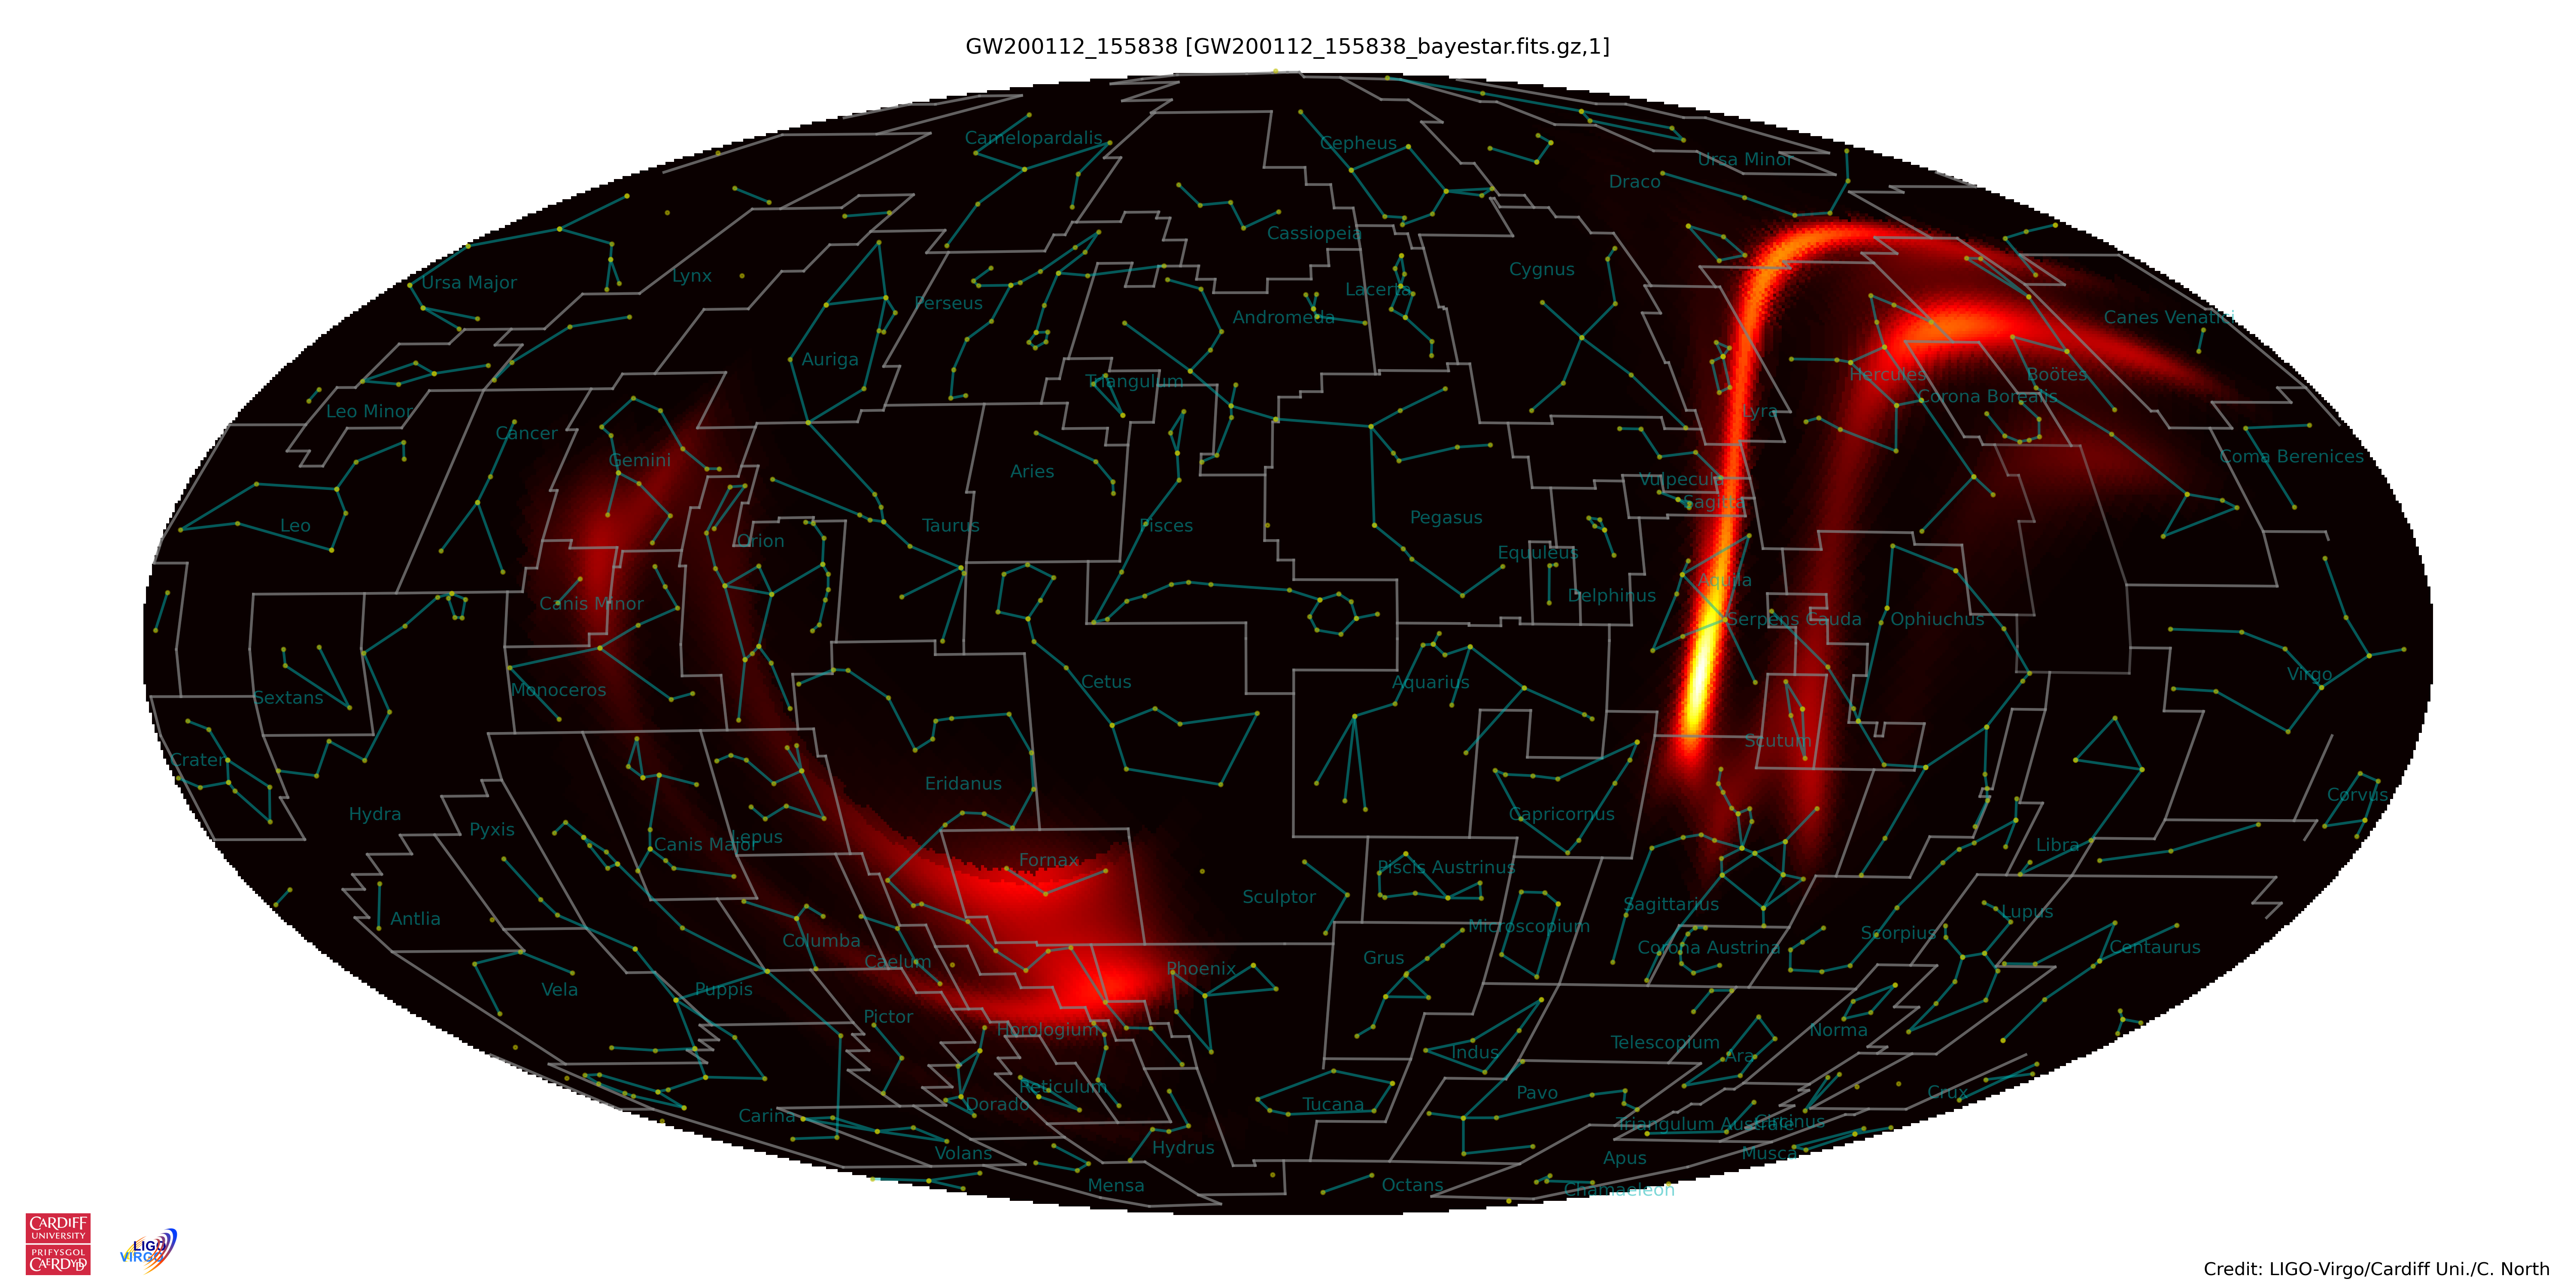 GW200112_155838 [GW200112_155838_bayestar.fits.gz,1]
Camelopardalis
Cepheus
Ursa Minor
Draco
Cassiopeia
Cygnus
Lynx
Ursa Major
Lacerta
Perseus
Andromeda
Canes Venatici
Auriga
Hercules
Boötes
Triangulum
Corona Borealis
Leo Minor
Lyra
Cancer
Coma Berenices
Gemini
Aries
Vulpecula
Sagitta
Pegasus
Leo
Taurus
Pisces
Orion
Equuleus
Aquila
Delphinus
Canis Minor
Serpens Cauda
Ophiuchus
Virgo
Cetus
Aquarius
Monoceros
Sextans
Scutum
Crater
Eridanus
Corvus
Hydra
Capricornus
Pyxis
Lepus
Canis Major
Libra
Fornax
Piscis Austrinus
Sculptor
Sagittarius
Lupus
Antlia
Microscopium
Scorpius
Columba
Corona Austrina
Centaurus
Grus
Caelum
Phoenix
Vela
Puppis
Pictor
Horologium
Norma
Telescopium
Indus
Ara
Reticulum
Pavo
Crux
Dorado
Tucana
Carina
Triangulum Australe
Circinus
Hydrus
Volans
Musca
Apus
Mensa
Octans
Chamaeleon
CARDIFF
UNIVERSITY
PRIFYSGOL
CAERDYDD
LIGO
VIRGO
Credit: LIGO-Virgo/Cardiff Uni./C. North